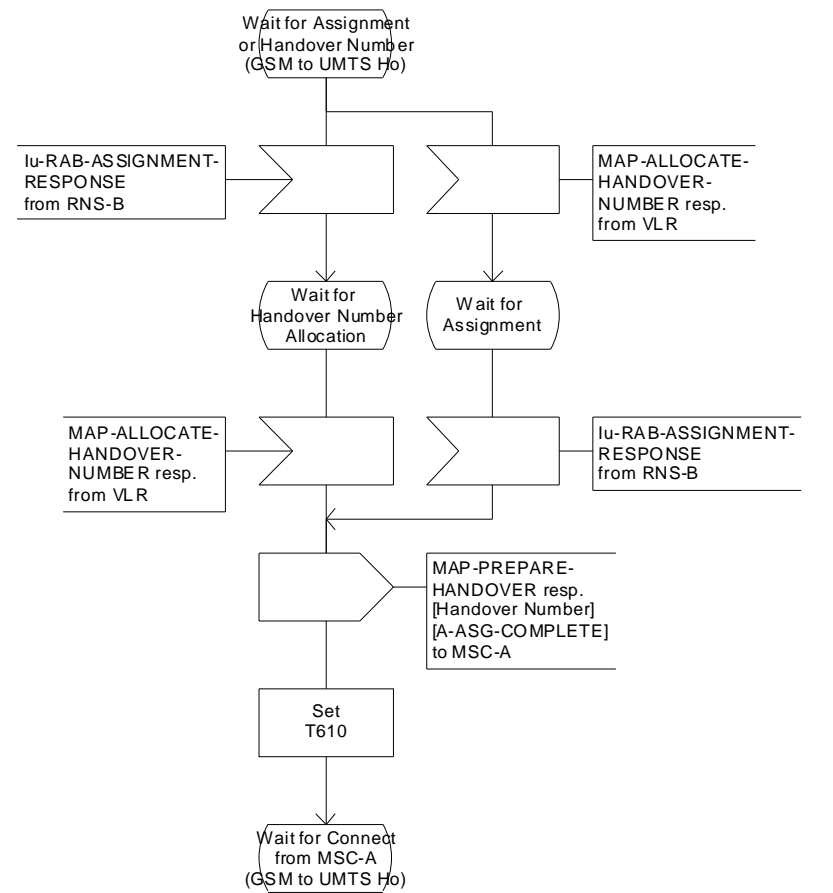 Wait for Assignment
or Handover Number
(GSM to UMTS Ho)
Iu-RAB-ASSIGNMENT-
RESPONSE
from RNS-B
MAP-ALLOCATE-
HANDOVER-
NUMBER resp.
from VLR
Wait for
Handover Number
Allocation
Wait for
Assignment
MAP-ALLOCATE-
HANDOVER-
NUMBER resp.
from VLR
Iu-RAB-ASSIGNMENT-
RESPONSE
from RNS-B
MAP-PREPARE-
HANDOVER resp.
[Handover Number]
[A-ASG-COMPLETE]
to MSC-A
Set
T610
Wait for Connect
from MSC-A
(GSM to UMTS Ho)